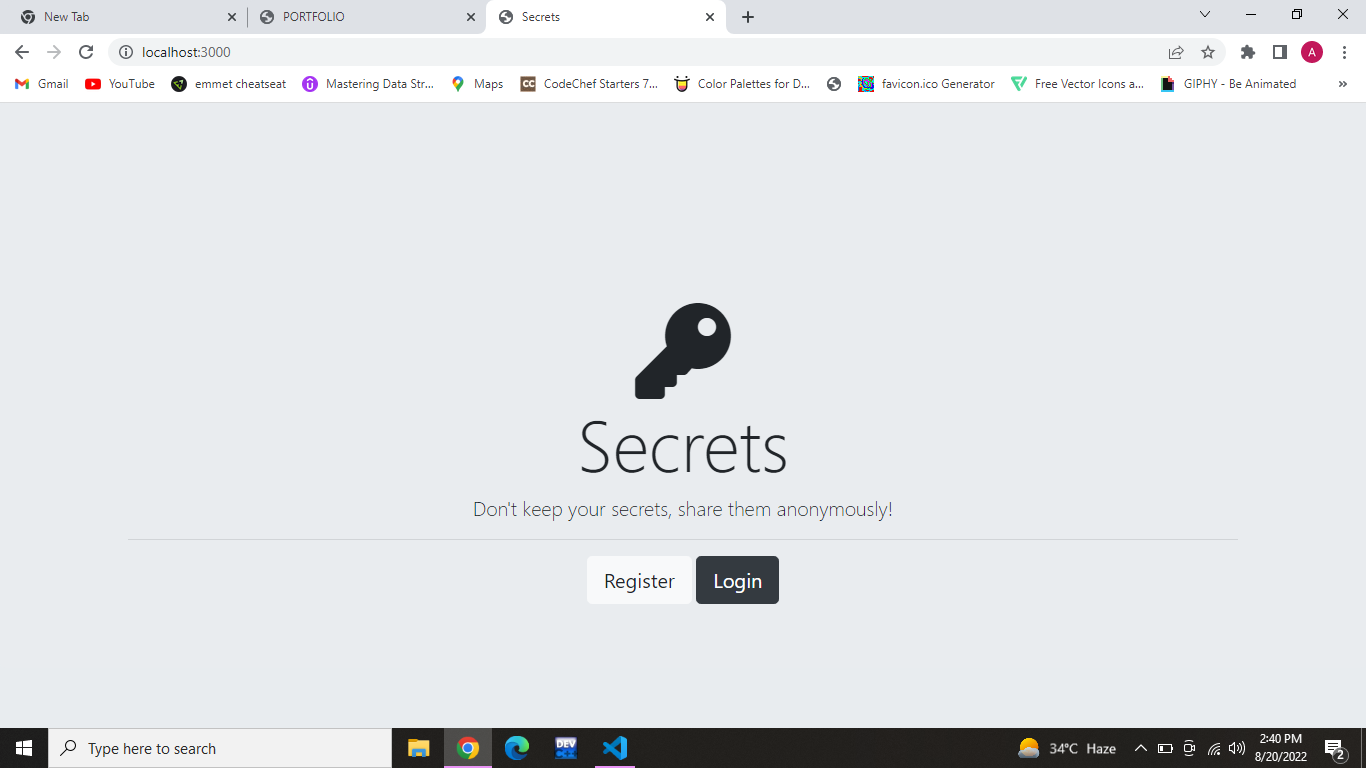 New Tab
PORTFOLIO
Secrets
localhost:3000
A
Gmail
YouTube
emmet cheatseat
Mastering Data Str...
Maps
CC
CodeChef Starters 7...
Color Palettes for D...
favicon.ico Generator
Free Vector Icons a...
GIPHY - Be Animated
»
Secrets
Don't keep your secrets, share them anonymously!
Register
Login
Type here to search
DEV
34°C Haze
2:40 PM
8/20/2022
2